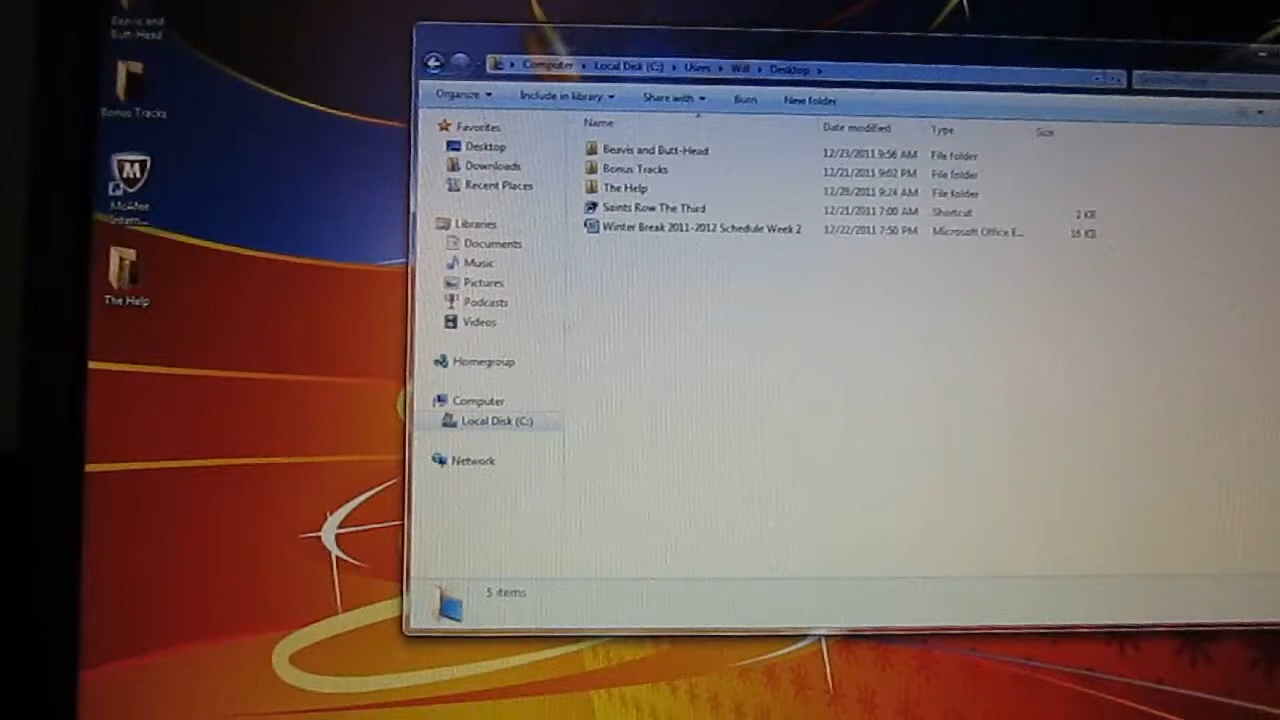 Beavis and
Butt-Head
Bonus Tracks
McAfee
Intern...
The Help
Computer Local Disk (C:) Users Will Desktop
Organize Include in library Share with Burn New folder
Name Date modified Type Size
Favorites
Desktop
Downloads
Recent Places
Libraries
Documents
Music
Pictures
Podcasts
Videos
Homegroup
Computer
Local Disk (C:)
Network
Beavis and Butt-Head 12/23/2011 9:56 AM File folder
Bonus Tracks 12/21/2011 9:02 PM File folder
The Help 12/28/2011 9:24 AM File folder
Saints Row The Third 12/21/2011 7:00 AM Shortcut 2 KB
Winter Break 2011-2012 Schedule Week 2 12/22/2011 7:50 PM Microsoft Office E... 16 KB
5 items